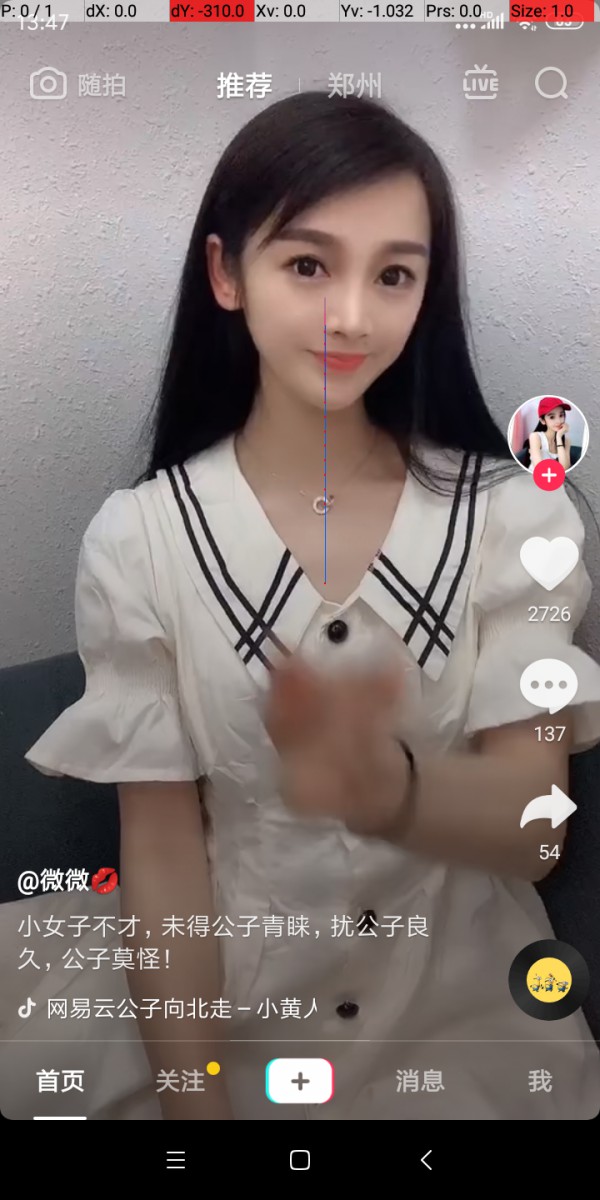 P: 0 / 1 dX: 0.0 dY: -310.0 Xv: 0.0 Yv: -1.032 Prs: 0.0 Size: 1.0
13:47
随拍 推荐 郑州 LIVE
2726
137
54
@微微
小女子不才，未得公子青睐，扰公子良
久，公子莫怪！
网易云公子向北走－小黄人
首页 关注 消息 我